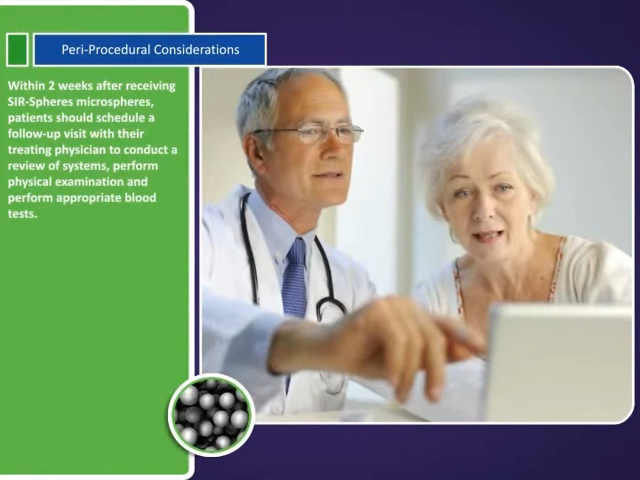 Peri-Procedural Considerations
Within 2 weeks after receiving
SIR-Spheres microspheres,
patients should schedule a
follow-up visit with their
treating physician to conduct a
review of systems, perform
physical examination and
perform appropriate blood
tests.